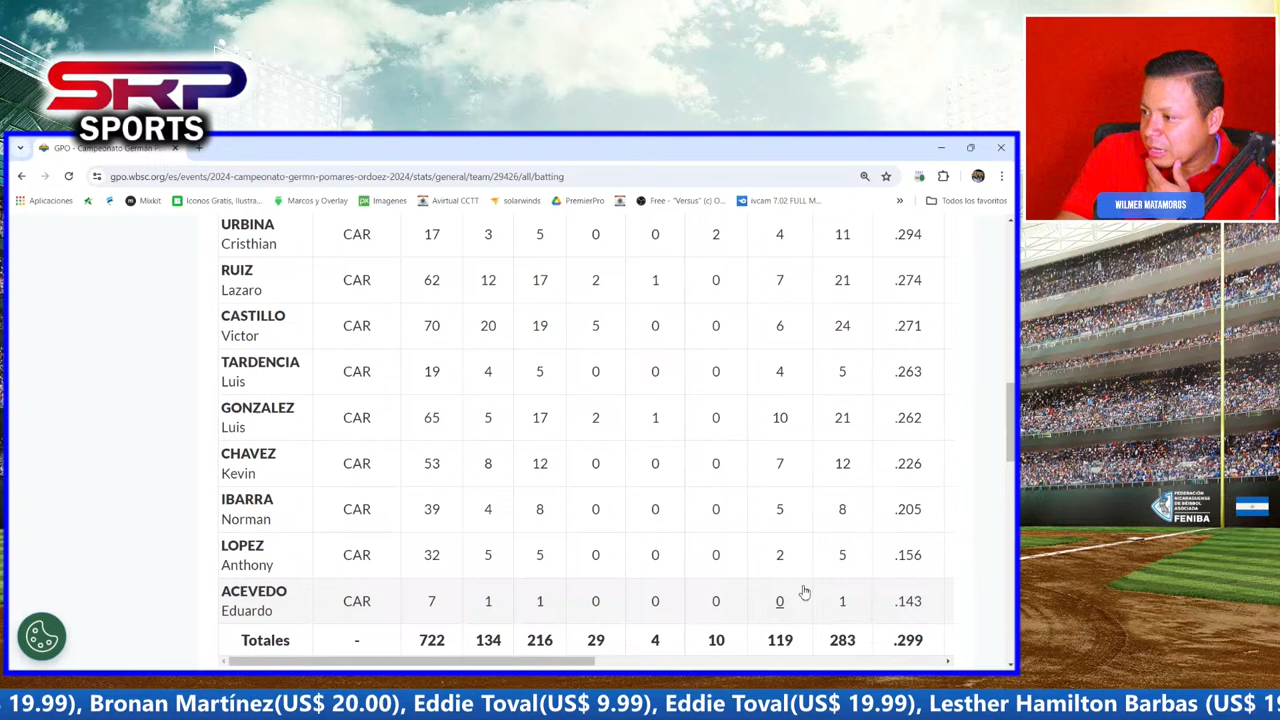 SKP
SPORTS
GPO - Campeonato Germán P
gpo.wbsc.org/es/events/2024-campeonato-germn-pomares-ordoez-2024/stats/general/team/29426/all/batting
Aplicaciones Mixkit Iconos Gratis, ilustra... Marcos y Overlay Imagenes Avirtual CCTT solarwinds PremierPro Free - "Versus" (c) O... ivcam 7.02 FULL M... » Todos los favoritos
WILMER MATAMOROS
URBINA
Cristhian CAR 17 3 5 0 0 2 4 11 .294
RUIZ
Lazaro CAR 62 12 17 2 1 0 7 21 .274
CASTILLO
Victor CAR 70 20 19 5 0 0 6 24 .271
TARDENCIA
Luis CAR 19 4 5 0 0 0 4 5 .263
GONZALEZ
Luis CAR 65 5 17 2 1 0 10 21 .262
CHAVEZ
Kevin CAR 53 8 12 0 0 0 7 12 .226
IBARRA
Norman CAR 39 4 8 0 0 0 5 8 .205
LOPEZ
Anthony CAR 32 5 5 0 0 0 2 5 .156
ACEVEDO
Eduardo CAR 7 1 1 0 0 0 0 1 .143
Totales - 722 134 216 29 4 10 119 283 .299
FEDERACIÓN
NICARAGUENSE
DE BÉISBOL
ASOCIADA
FENIBA
19.99), Bronan Martínez(US$ 20.00), Eddie Toval(US$ 9.99), Eddie Toval(US$ 19.99), Lesther Hamilton Barbas (US$ 1